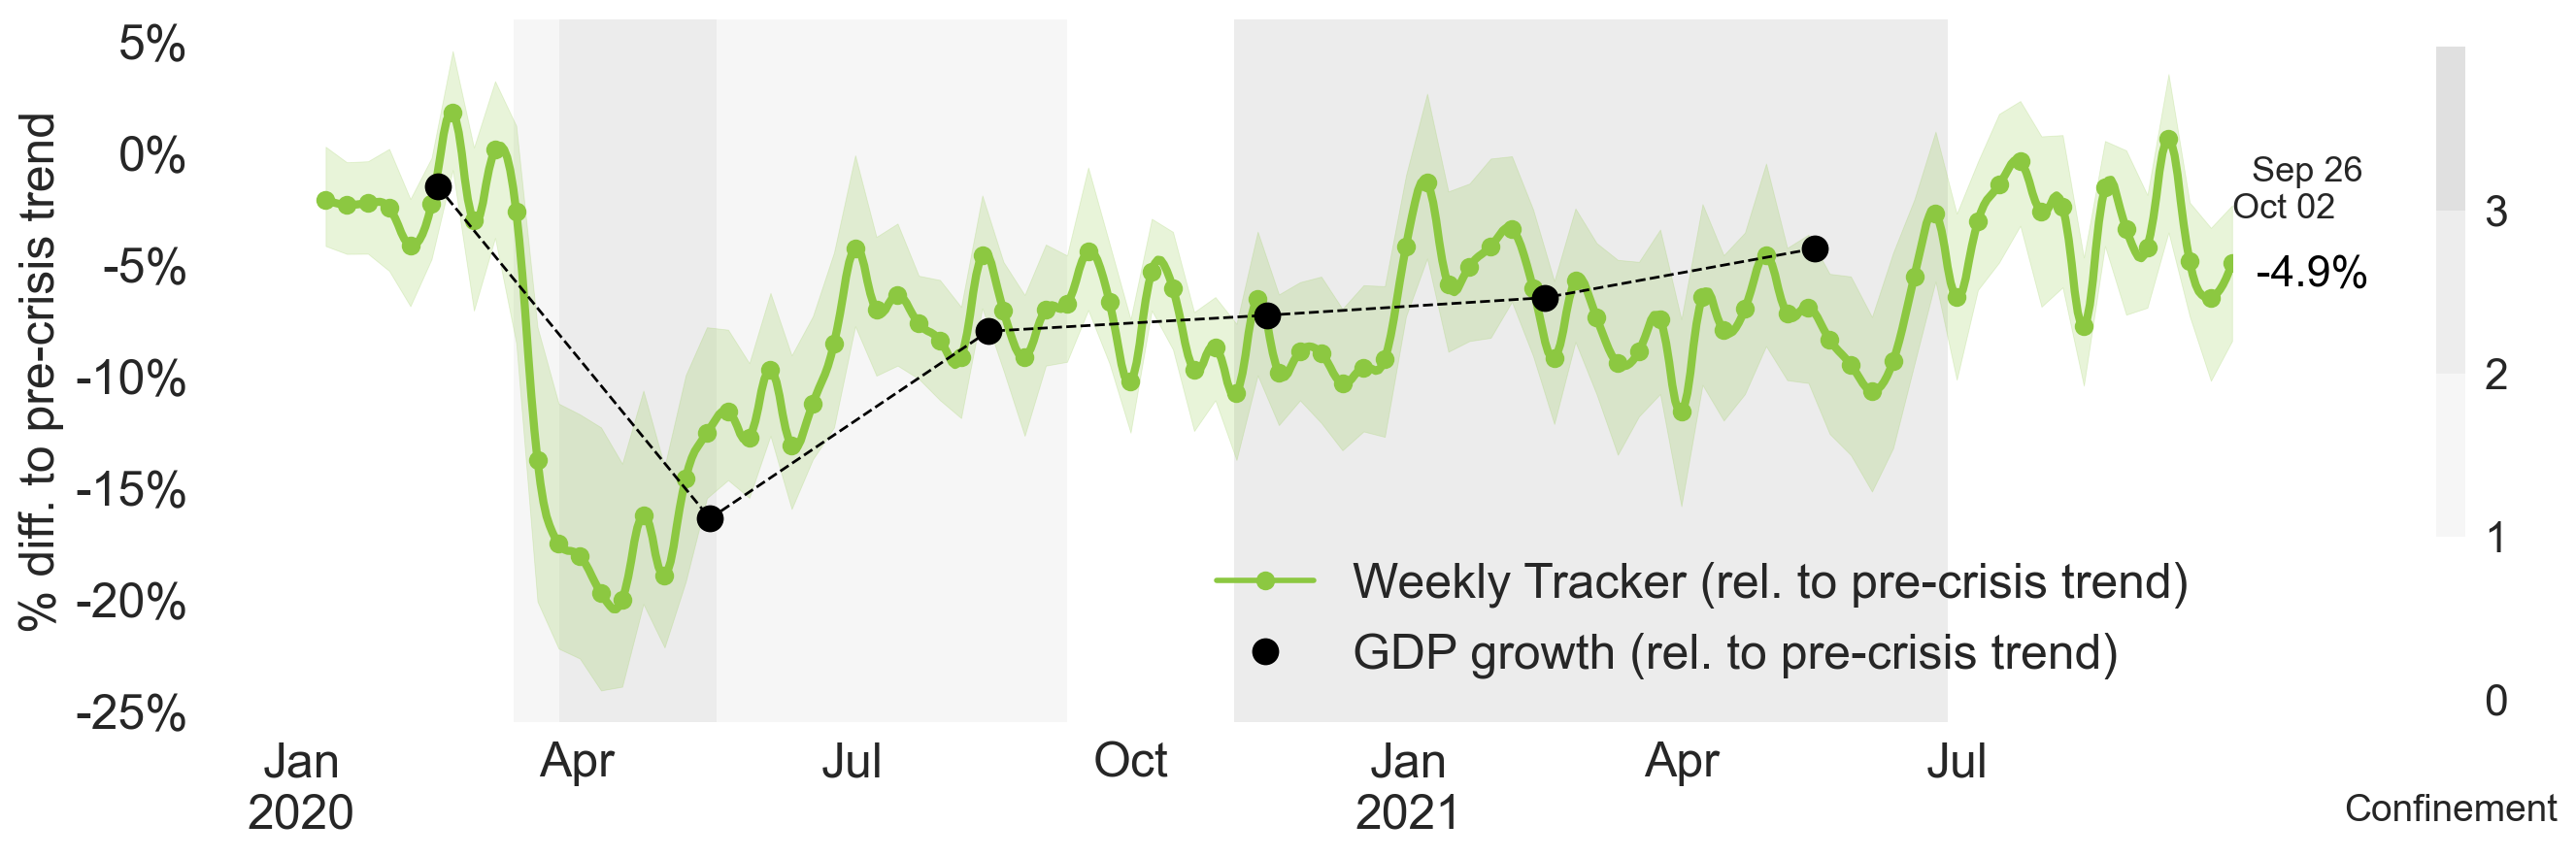 % diff. to pre-crisis trend
5%
0%
-5%
-10%
-15%
-20%
-25%
Jan
2020
Apr
Jul
Oct
Jan
2021
Apr
Jul
Sep 26
Oct 02
-4.9%
Weekly Tracker (rel. to pre-crisis trend)
GDP growth (rel. to pre-crisis trend)
3
2
1
0
Confinement